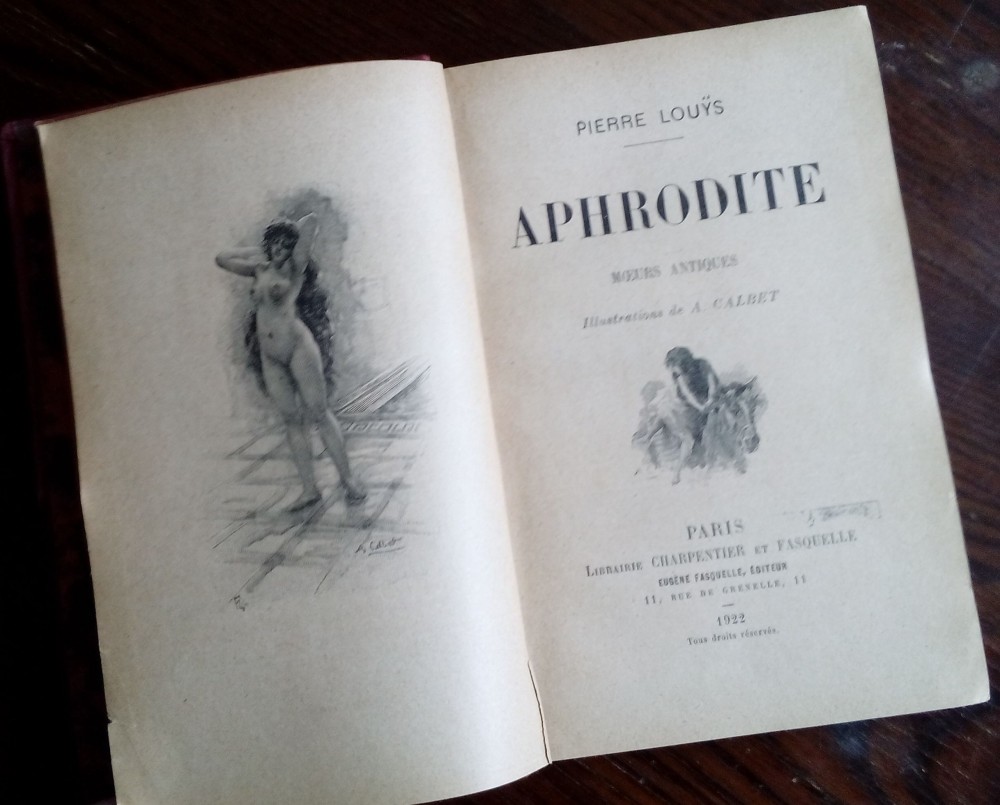 A. Calbet
PIERRE LOUŸS
APHRODITE
MŒURS ANTIQUES
Illustrations de A. CALBET
PARIS
LIBRAIRIE CHARPENTIER ET FASQUELLE
EUGÈNE FASQUELLE, ÉDITEUR
11, RUE DE GRENELLE, 11
1922
Tous droits réservés.